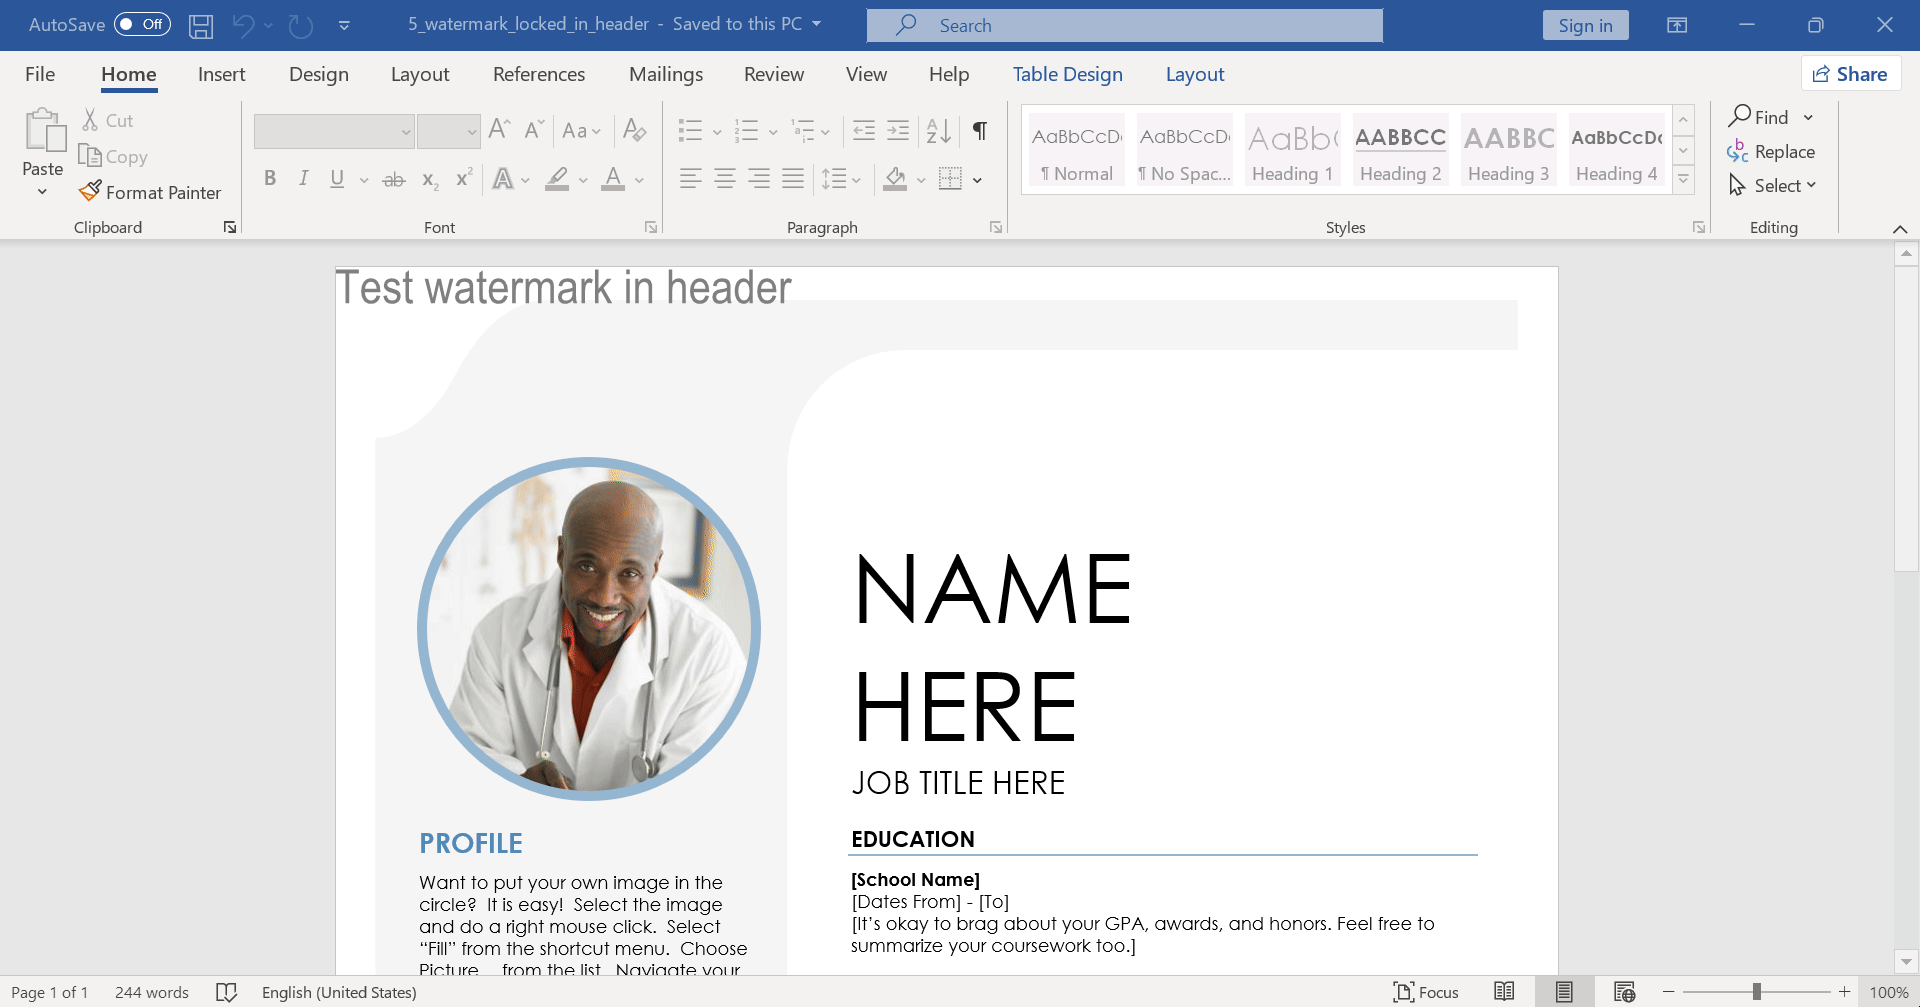 AutoSave Off 5_watermark_locked_in_header - Saved to this PC Search Sign in
File Home Insert Design Layout References Mailings Review View Help Table Design Layout Share
Paste
Cut
Copy
Format Painter
Clipboard
Aa
B I U ab x₂ x² A A
Font
Paragraph
AaBbCcD AaBbCcD AaBb AABBCC AABBC AaBbCcD
¶ Normal ¶ No Spac... Heading 1 Heading 2 Heading 3 Heading 4
Styles
Find
Replace
Select
Editing
Test watermark in header
NAME
HERE
JOB TITLE HERE
PROFILE
Want to put your own image in the
circle?  It is easy!  Select the image
and do a right mouse click.  Select
“Fill” from the shortcut menu.  Choose
Picture… from the list.  Navigate your
EDUCATION
[School Name]
[Dates From] - [To]
[It’s okay to brag about your GPA, awards, and honors. Feel free to
summarize your coursework too.]
Page 1 of 1 244 words English (United States) Focus 100%